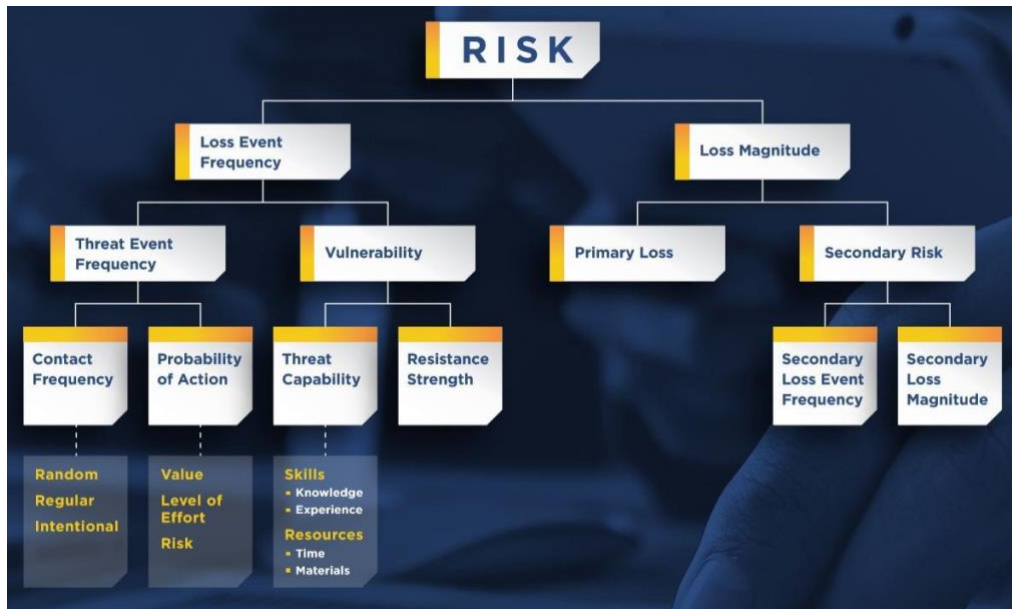 RISK
Loss Event
Frequency
Loss Magnitude
Threat Event
Frequency
Vulnerability
Primary Loss
Secondary Risk
Contact
Frequency
Probability
of Action
Threat
Capability
Resistance
Strength
Secondary
Loss Event
Frequency
Secondary
Loss
Magnitude
Random
Regular
Intentional
Value
Level of
Effort
Risk
Skills
▪ Knowledge
▪ Experience
Resources
▪ Time
▪ Materials